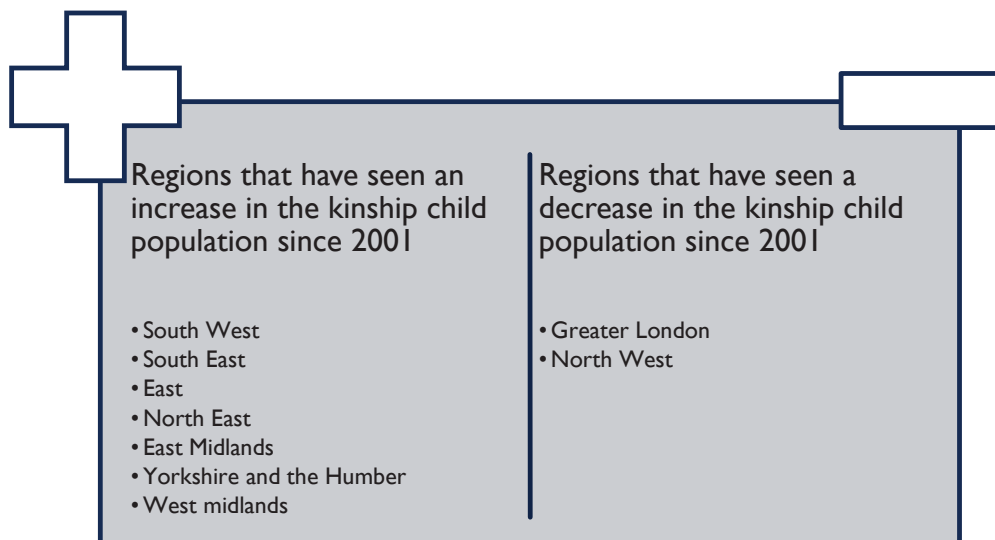 Regions that have seen an
increase in the kinship child
population since 2001
• South West
• South East
• East
• North East
• East Midlands
• Yorkshire and the Humber
• West midlands
Regions that have seen a
decrease in the kinship child
population since 2001
• Greater London
• North West